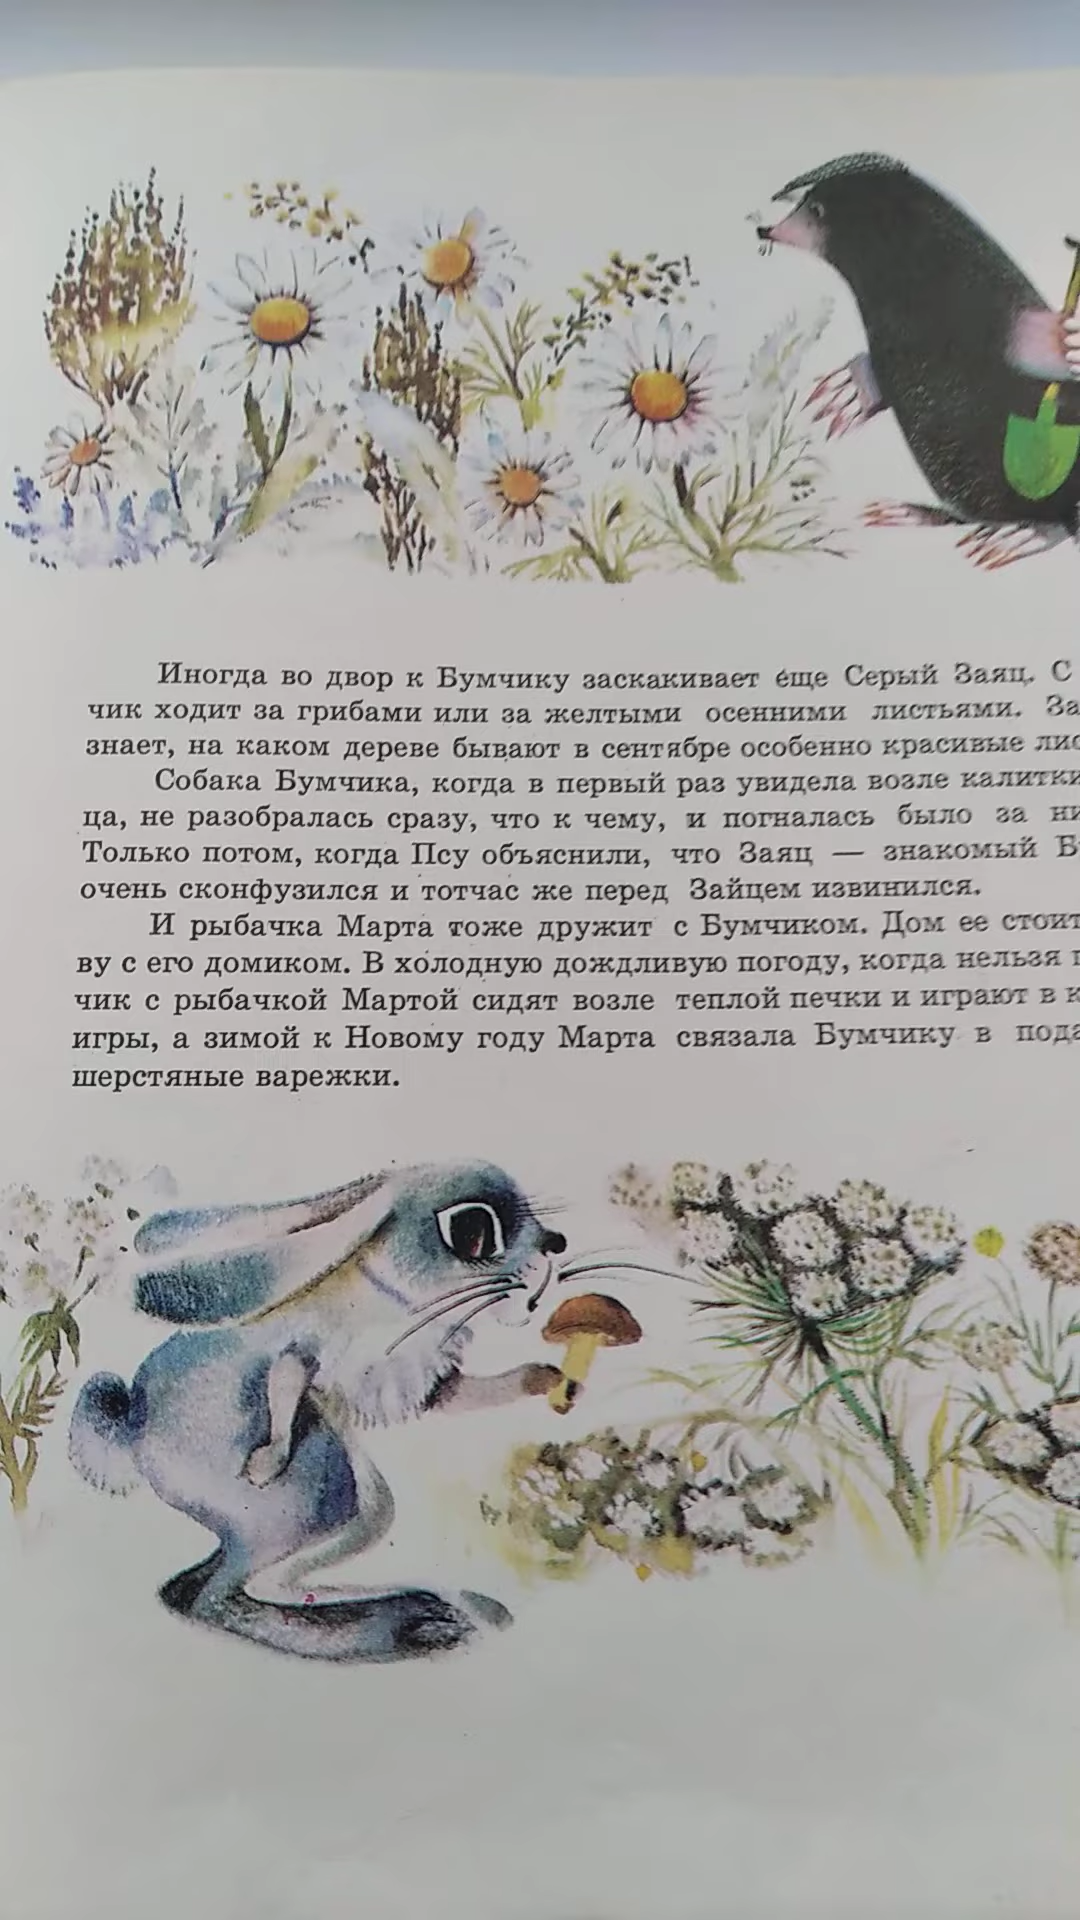 Иногда во двор к Бумчику заскакивает еще Серый Заяц. С
чик ходит за грибами или за желтыми осенними листьями. За
знает, на каком дереве бывают в сентябре особенно красивые лис
Собака Бумчика, когда в первый раз увидела возле калитки
ца, не разобралась сразу, что к чему, и погналась было за ни
Только потом, когда Псу объяснили, что Заяц — знакомый Б
очень сконфузился и тотчас же перед Зайцем извинился.
И рыбачка Марта тоже дружит с Бумчиком. Дом ее стоит
ву с его домиком. В холодную дождливую погоду, когда нельзя
чик с рыбачкой Мартой сидят возле теплой печки и играют в к
игры, а зимой к Новому году Марта связала Бумчику в пода
шерстяные варежки.